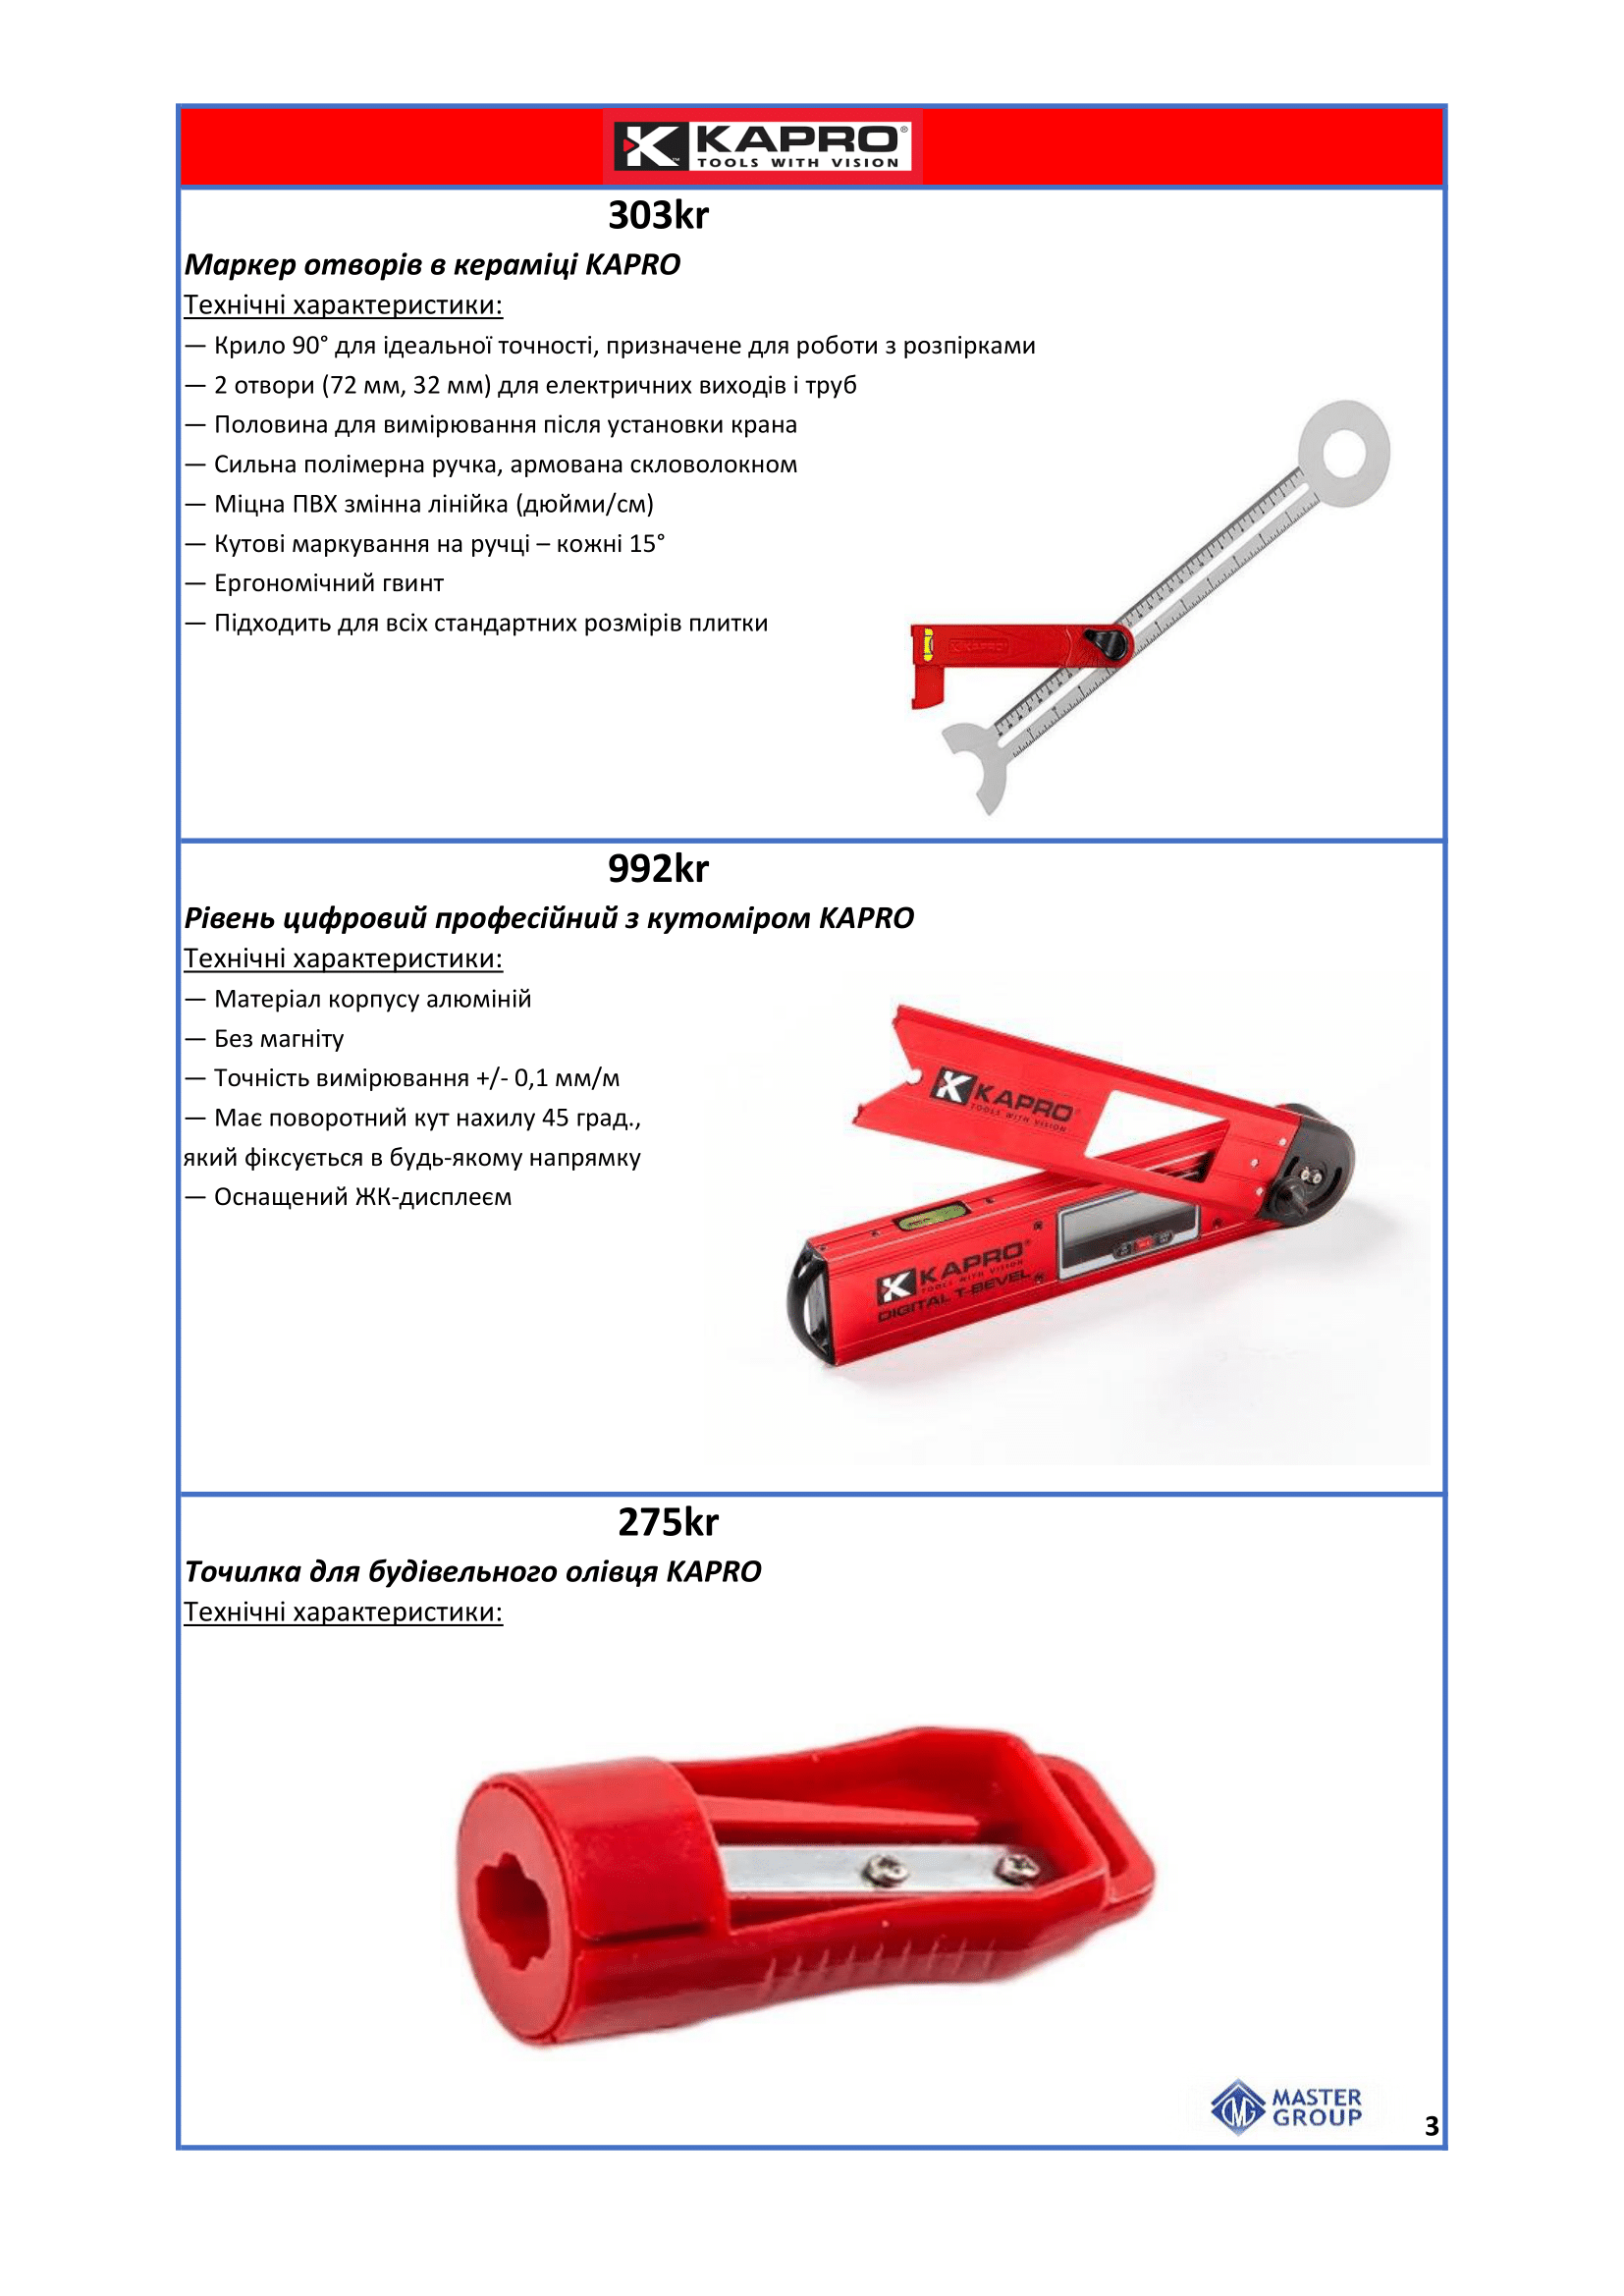 KAPRO®
TOOLS WITH VISION
303kr
Маркер отворів в кераміці KAPRO
Технічні характеристики:
— Крило 90° для ідеальної точності, призначене для роботи з розпірками
— 2 отвори (72 мм, 32 мм) для електричних виходів і труб
— Половина для вимірювання після установки крана
— Сильна полімерна ручка, армована скловолокном
— Міцна ПВХ змінна лінійка (дюйми/см)
— Кутові маркування на ручці – кожні 15°
— Ергономічний гвинт
— Підходить для всіх стандартних розмірів плитки
KAPRO
992kr
Рівень цифровий професійний з кутоміром KAPRO
Технічні характеристики:
— Матеріал корпусу алюміній
— Без магніту
— Точність вимірювання +/- 0,1 мм/м
— Має поворотний кут нахилу 45 град.,
який фіксується в будь-якому напрямку
— Оснащений ЖК-дисплеєм
KAPRO
TOOLS WITH VISION
KAPRO®
TOOLS WITH VISION
DIGITAL T-BEVEL
275kr
Точилка для будівельного олівця KAPRO
Технічні характеристики:
MASTER
GROUP
3